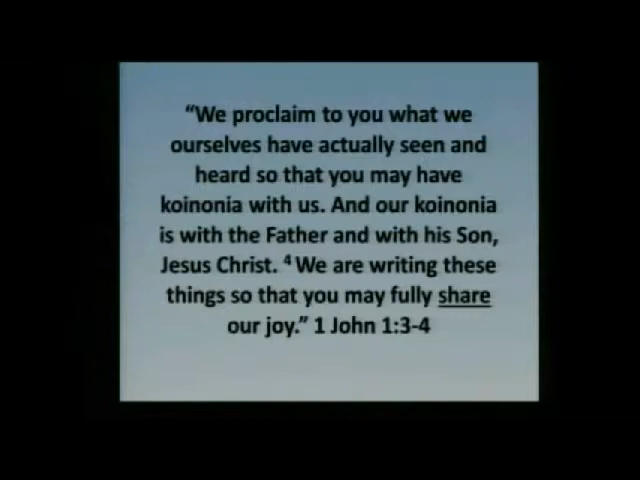 “We proclaim to you what we
ourselves have actually seen and
heard so that you may have
koinonia with us. And our koinonia
is with the Father and with his Son,
Jesus Christ. ⁴ We are writing these
things so that you may fully share
our joy.” 1 John 1:3-4